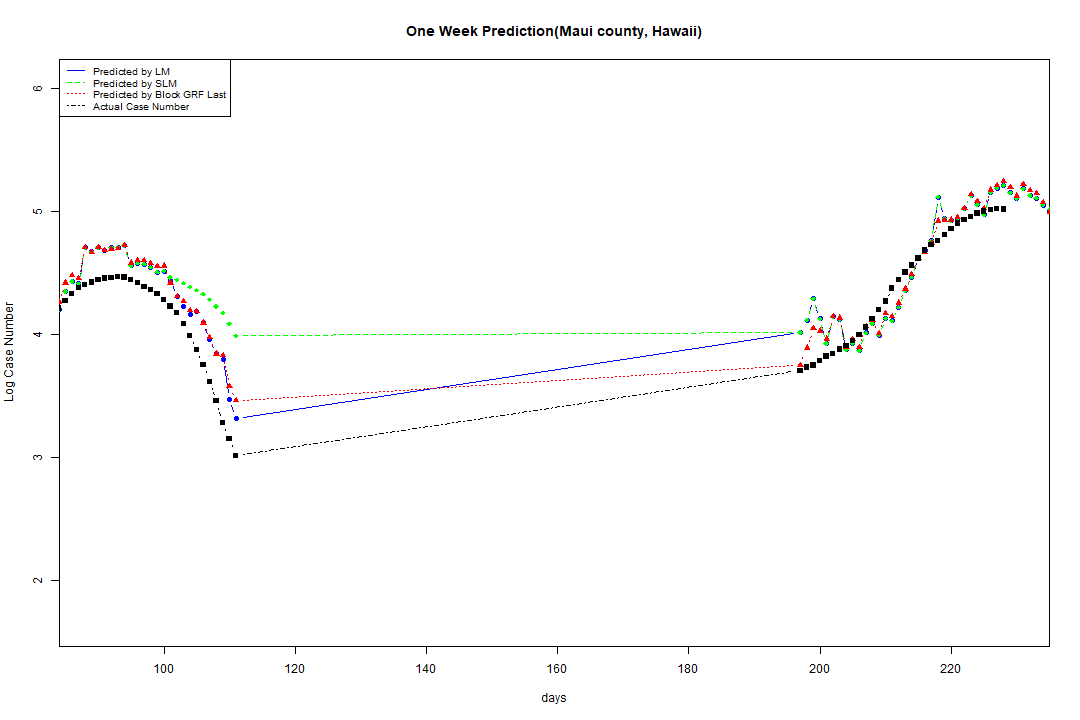 One Week Prediction(Maui county, Hawaii)
Predicted by LM
Predicted by SLM
Predicted by Block GRF Last
Actual Case Number
6
5
4
3
2
Log Case Number
100 120 140 160 180 200 220
days